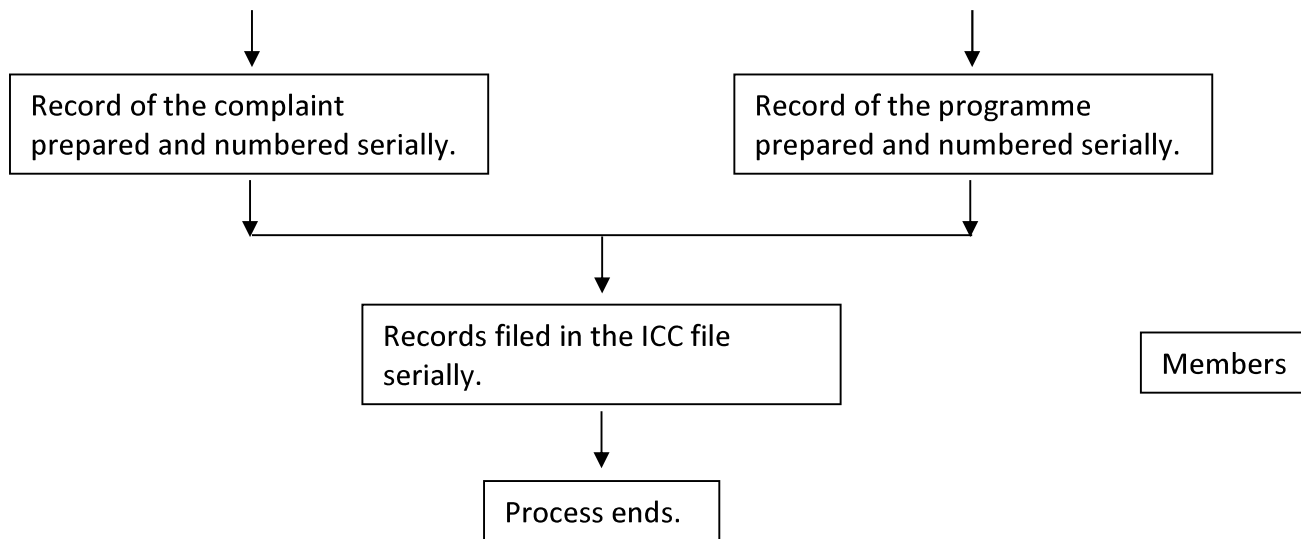 Record of the complaint
prepared and numbered serially.
Record of the programme
prepared and numbered serially.
Records filed in the ICC file
serially.
Members
Process ends.